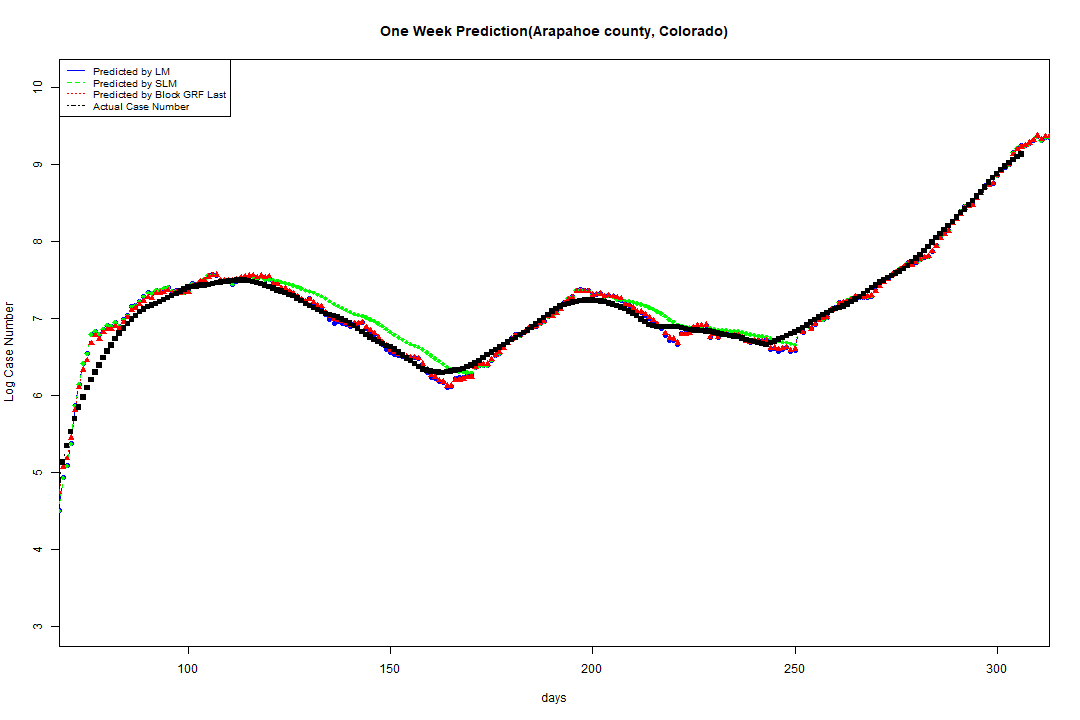 One Week Prediction(Arapahoe county, Colorado)
Predicted by LM
Predicted by SLM
Predicted by Block GRF Last
Actual Case Number
Log Case Number
10
9
8
7
6
5
4
3
100 150 200 250 300
days